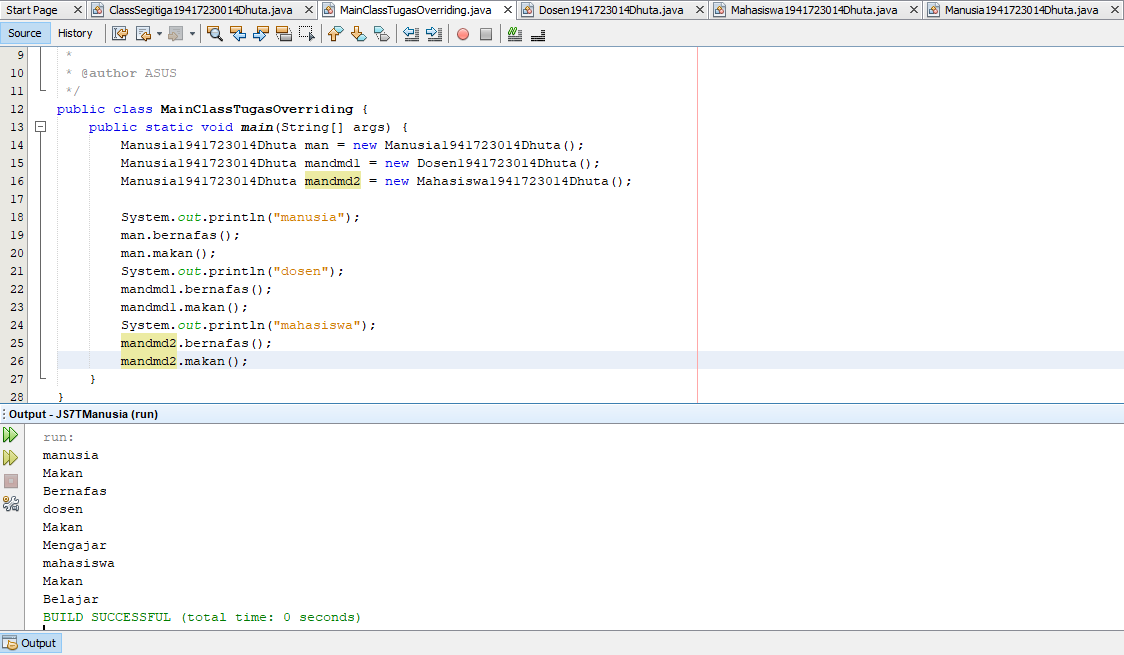 Start Page ClassSegitiga19417230014Dhuta.java MainClassTugasOverriding.java Dosen1941723014Dhuta.java Mahasiswa1941723014Dhuta.java Manusia1941723014Dhuta.java
Source History
9 *
10 * @author ASUS
11 */
12 public class MainClassTugasOverriding {
13 public static void main(String[] args) {
14 Manusia1941723014Dhuta man = new Manusia1941723014Dhuta();
15 Manusia1941723014Dhuta mandmd1 = new Dosen1941723014Dhuta();
16 Manusia1941723014Dhuta mandmd2 = new Mahasiswa1941723014Dhuta();
17
18 System.out.println("manusia");
19 man.bernafas();
20 man.makan();
21 System.out.println("dosen");
22 mandmd1.bernafas();
23 mandmd1.makan();
24 System.out.println("mahasiswa");
25 mandmd2.bernafas();
26 mandmd2.makan();
27 }
28 }
Output - JS7TManusia (run)
run:
manusia
Makan
Bernafas
dosen
Makan
Mengajar
mahasiswa
Makan
Belajar
BUILD SUCCESSFUL (total time: 0 seconds)
Output